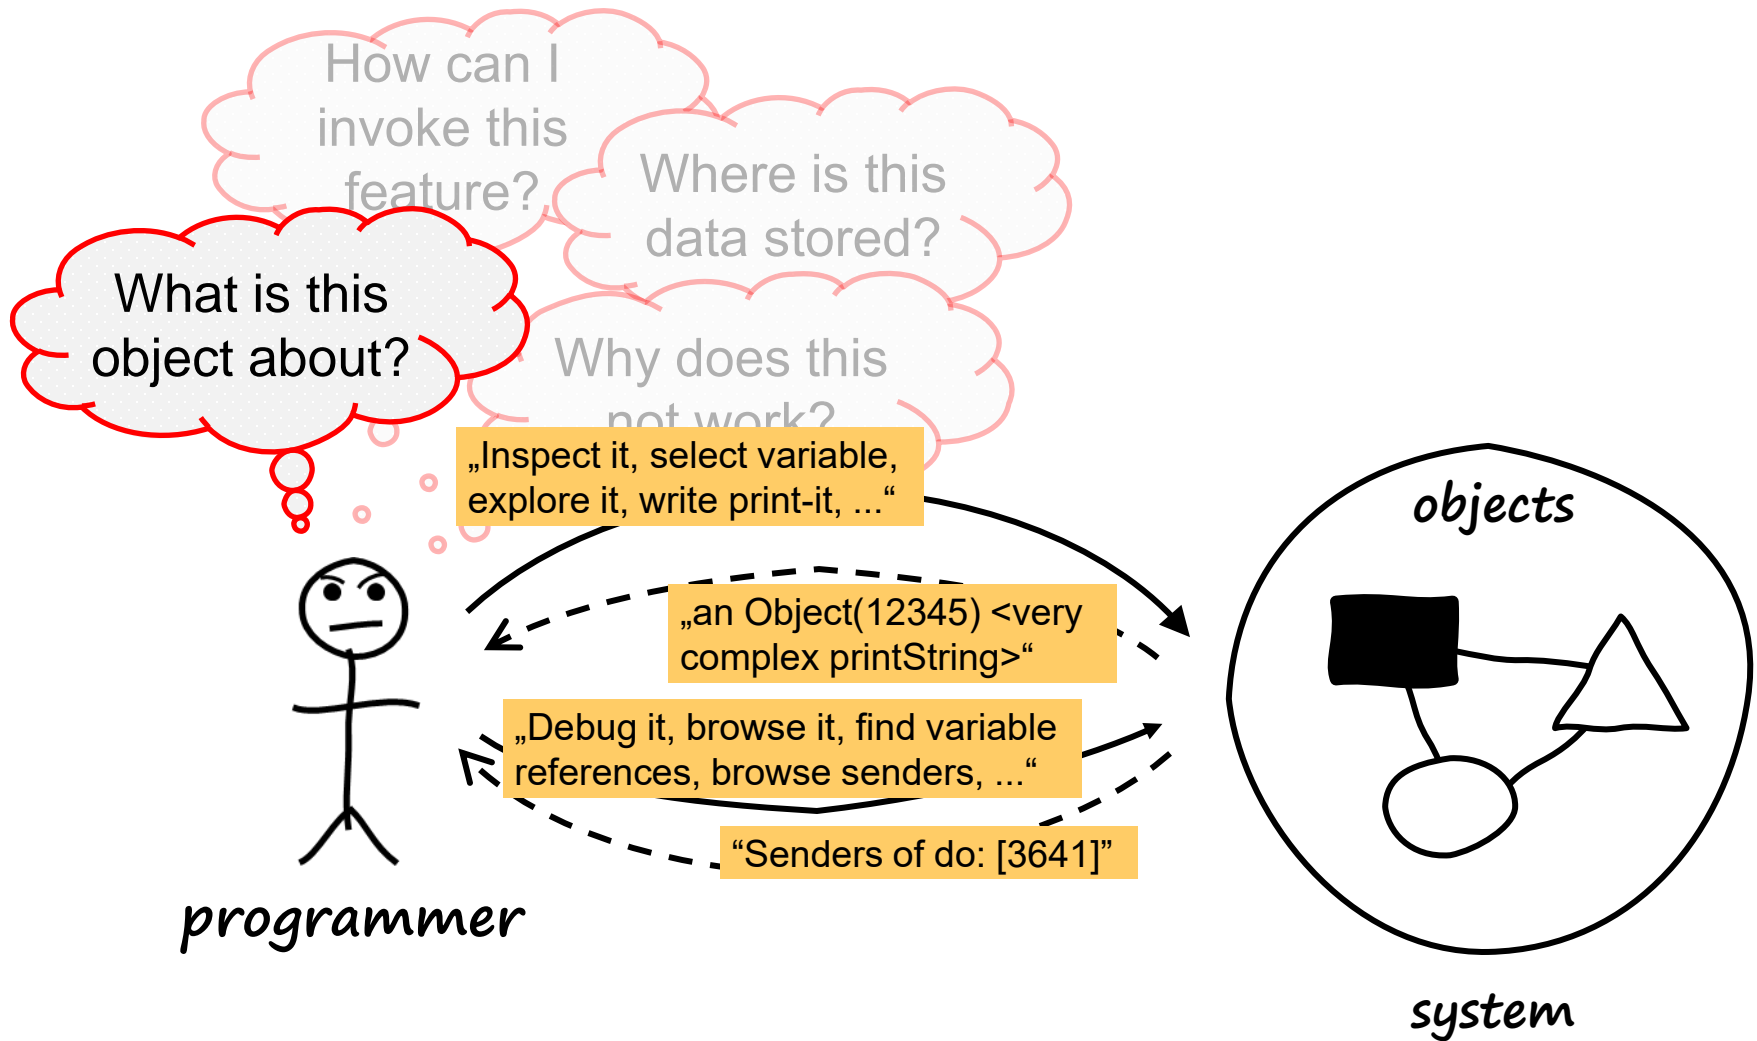 How can I
invoke this
feature?
Where is this
data stored?
What is this
object about?
Why does this
not work?
„Inspect it, select variable,
explore it, write print-it, ...“
objects
„an Object(12345) <very
complex printString>“
„Debug it, browse it, find variable
references, browse senders, ...“
“Senders of do: [3641]”
programmer
system